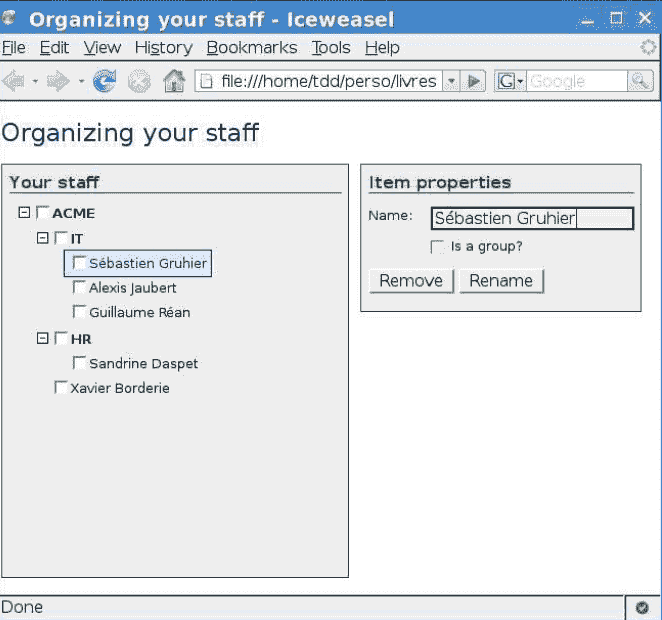 Organizing your staff - Iceweasel
File Edit View History Bookmarks Tools Help
file:///home/tdd/perso/livres G Google
Organizing your staff
Your staff
ACME
IT
Sébastien Gruhier
Alexis Jaubert
Guillaume Réan
HR
Sandrine Daspet
Xavier Borderie
Item properties
Name: Sébastien Gruhier
Is a group?
Remove Rename
Done